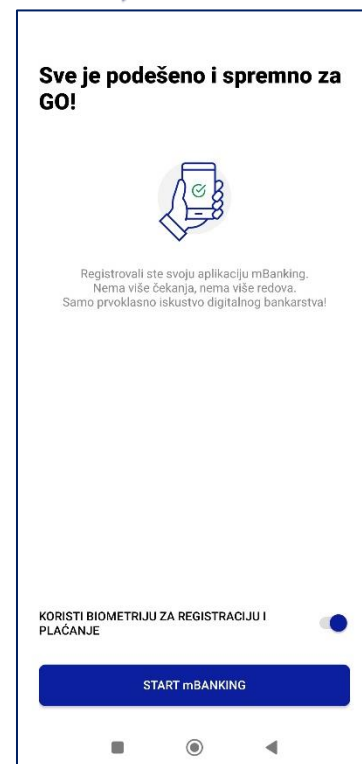 Sve je podešeno i spremno za
GO!
Registrovali ste svoju aplikaciju mBanking.
Nema više čekanja, nema više redova.
Samo prvoklasno iskustvo digitalnog bankarstva!
KORISTI BIOMETRIJU ZA REGISTRACIJU I
PLAĆANJE
START mBANKING